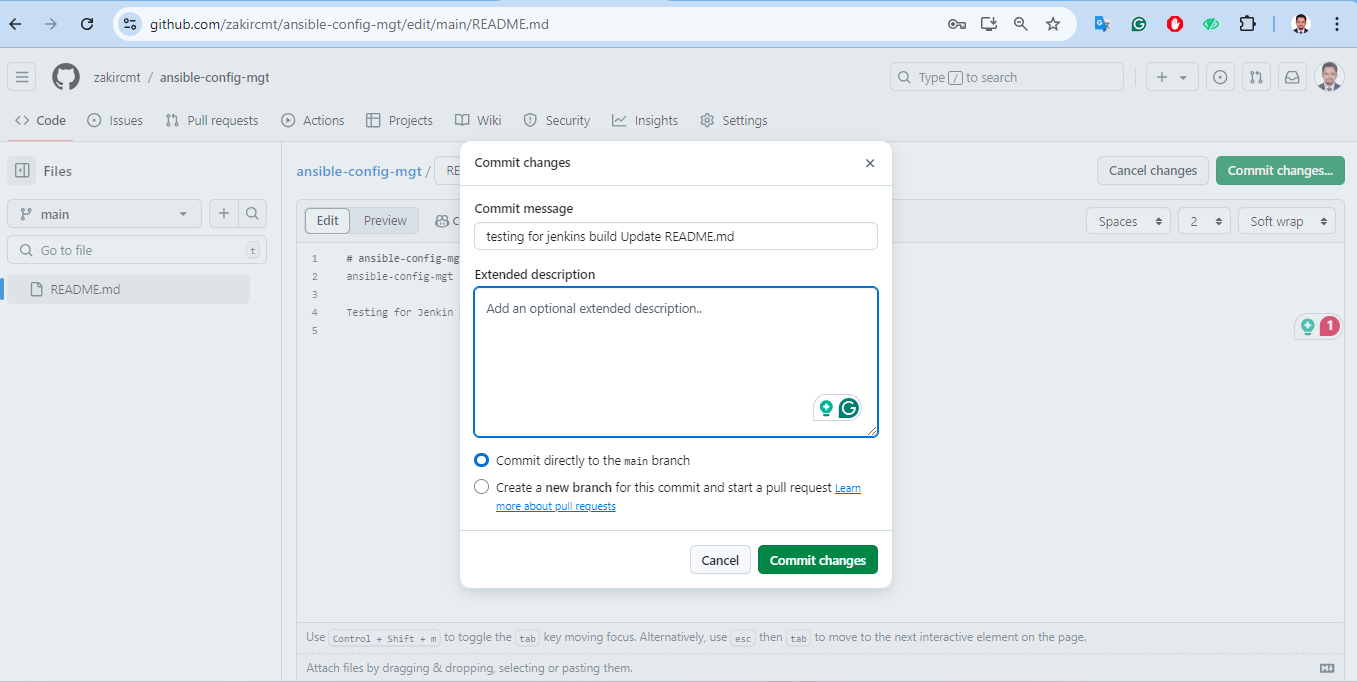 github.com/zakircmt/ansible-config-mgt/edit/main/README.md
zakircmt / ansible-config-mgt
Type / to search
Code Issues Pull requests Actions Projects Wiki Security Insights Settings
Files
ansible-config-mgt /
Cancel changes
Commit changes...
main
Edit Preview
Spaces 2 Soft wrap
Go to file t
README.md
1 # ansible-config-mg
2 ansible-config-mgt
3
4 Testing for Jenkin
5
1
Commit changes
Commit message
testing for jenkins build Update README.md
Extended description
Add an optional extended description..
Commit directly to the main branch
Create a new branch for this commit and start a pull request Learn
more about pull requests
Cancel Commit changes
Use Control + Shift + m to toggle the tab key moving focus. Alternatively, use esc then tab to move to the next interactive element on the page.
Attach files by dragging & dropping, selecting or pasting them.